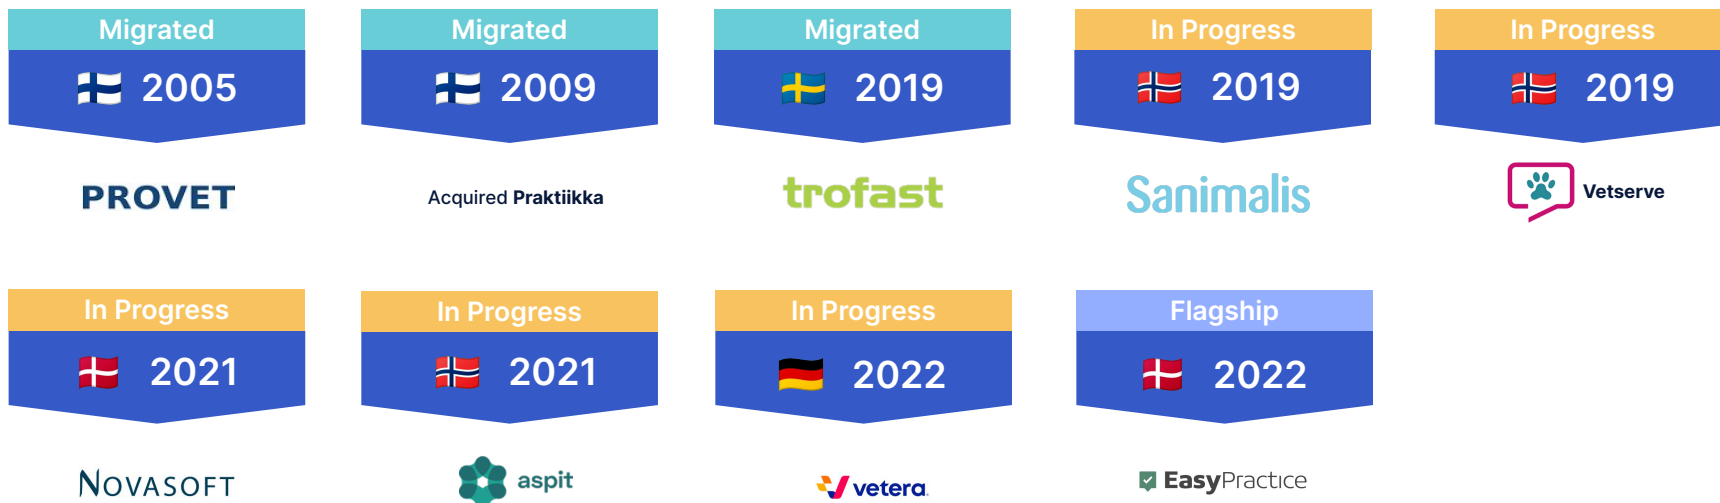 Migrated
Migrated
Migrated
In Progress
In Progress
2005
2009
2019
2019
2019
PROVET
Acquired Praktiikka
trofast
Sanimalis
Vetserve
In Progress
In Progress
In Progress
Flagship
2021
2021
2022
2022
NOVASOFT
aspit
vetera
EasyPractice